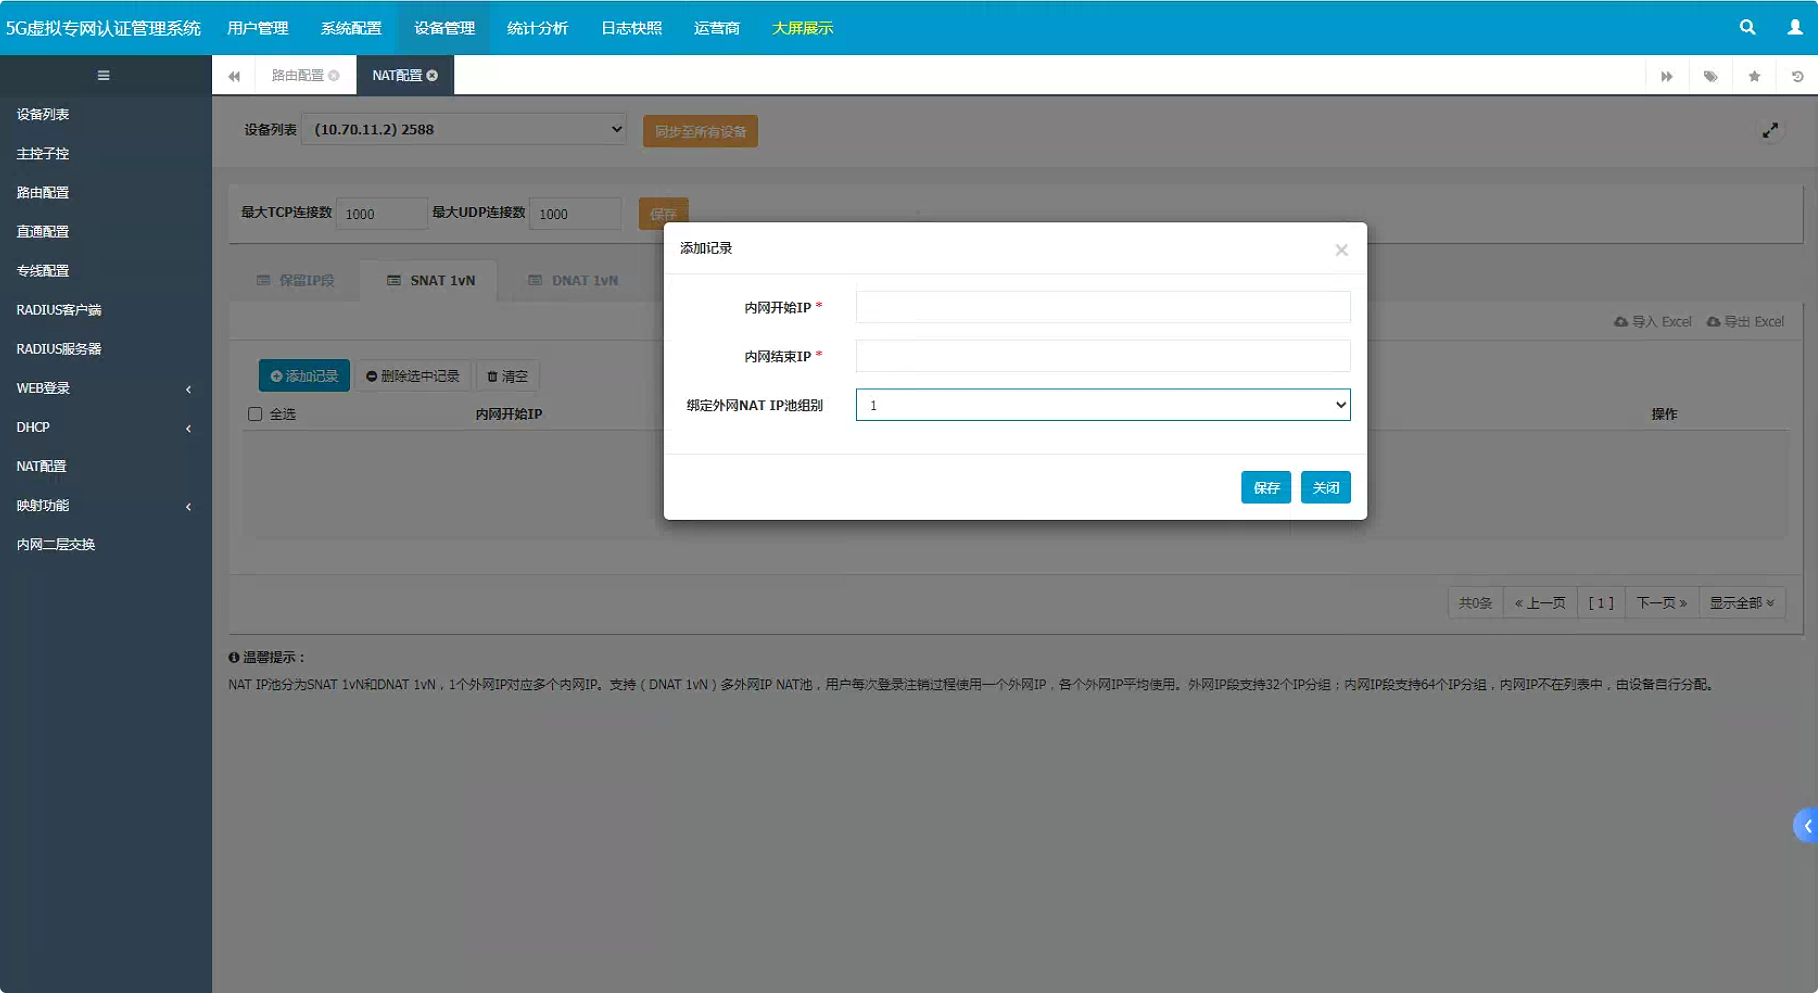 5G虚拟专网认证管理系统 用户管理 系统配置 设备管理 统计分析 日志快照 运营商 大屏展示
路由配置 NAT配置
设备列表
主控子控
路由配置
直通配置
专线配置
RADIUS客户端
RADIUS服务器
WEB登录
DHCP
NAT配置
映射功能
内网二层交换
设备列表 (10.70.11.2) 2588 同步至所有设备
最大TCP连接数 1000 最大UDP连接数 1000 保存
保留IP段 SNAT 1vN DNAT 1vN
导入 Excel 导出 Excel
添加记录 删除选中记录 清空
全选 内网开始IP 操作
添加记录
内网开始IP *
内网结束IP *
绑定外网NAT IP池组别 1
保存 关闭
共0条 « 上一页 [ 1 ] 下一页 » 显示全部
温馨提示：
NAT IP池分为SNAT 1vN和DNAT 1vN，1个外网IP对应多个内网IP。支持（DNAT 1vN）多外网IP NAT池，用户每次登录注销过程使用一个外网IP，各个外网IP平均使用。外网IP段支持32个IP分组；内网IP段支持64个IP分组，内网IP不在列表中，由设备自行分配。